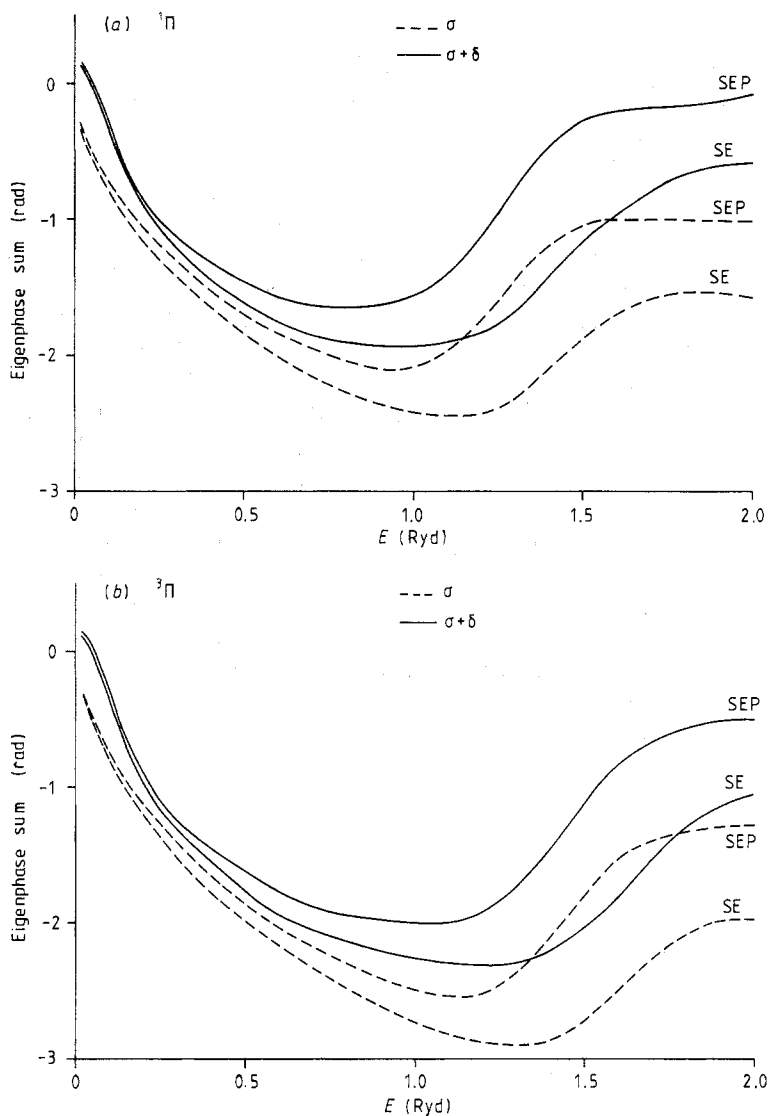 (a) ¹Π
σ
σ+δ
0
-1
-2
-3
Eigenphase sum (rad)
SEP
SE
SEP
SE
0
0.5
1.0
1.5
2.0
E (Ryd)
(b) ³Π
σ
σ+δ
0
-1
-2
-3
Eigenphase sum (rad)
SEP
SE
SEP
SE
0
0.5
1.0
1.5
2.0
E (Ryd)